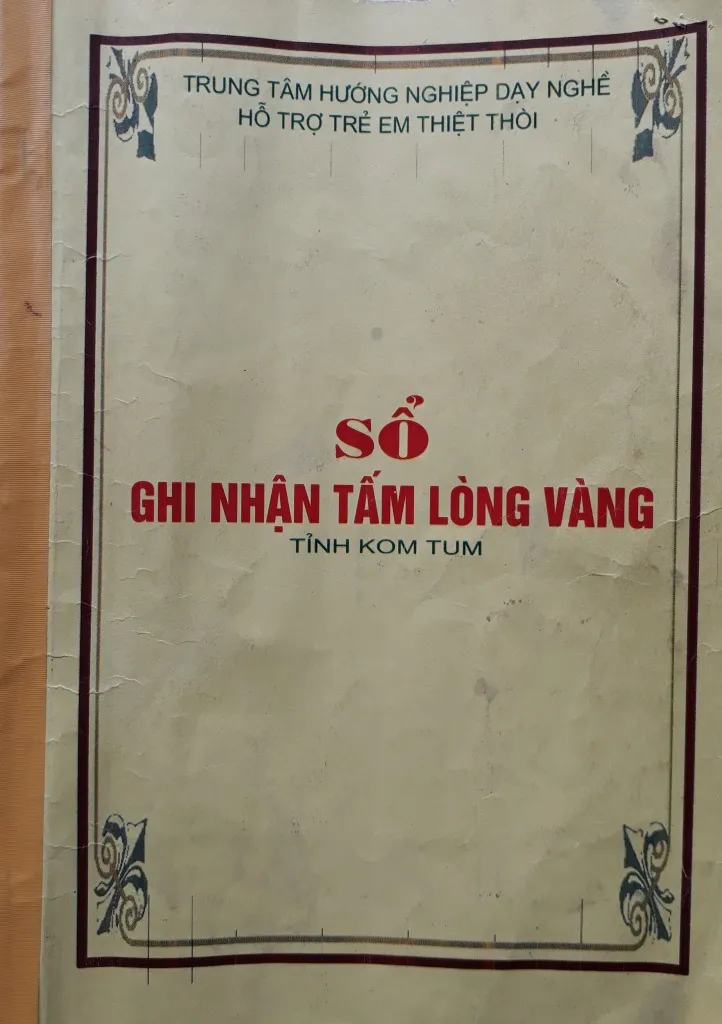 TRUNG TÂM HƯỚNG NGHIỆP DẠY NGHỀ
HỖ TRỢ TRẺ EM THIỆT THÒI
SỔ
GHI NHẬN TẤM LÒNG VÀNG
TỈNH KOM TUM